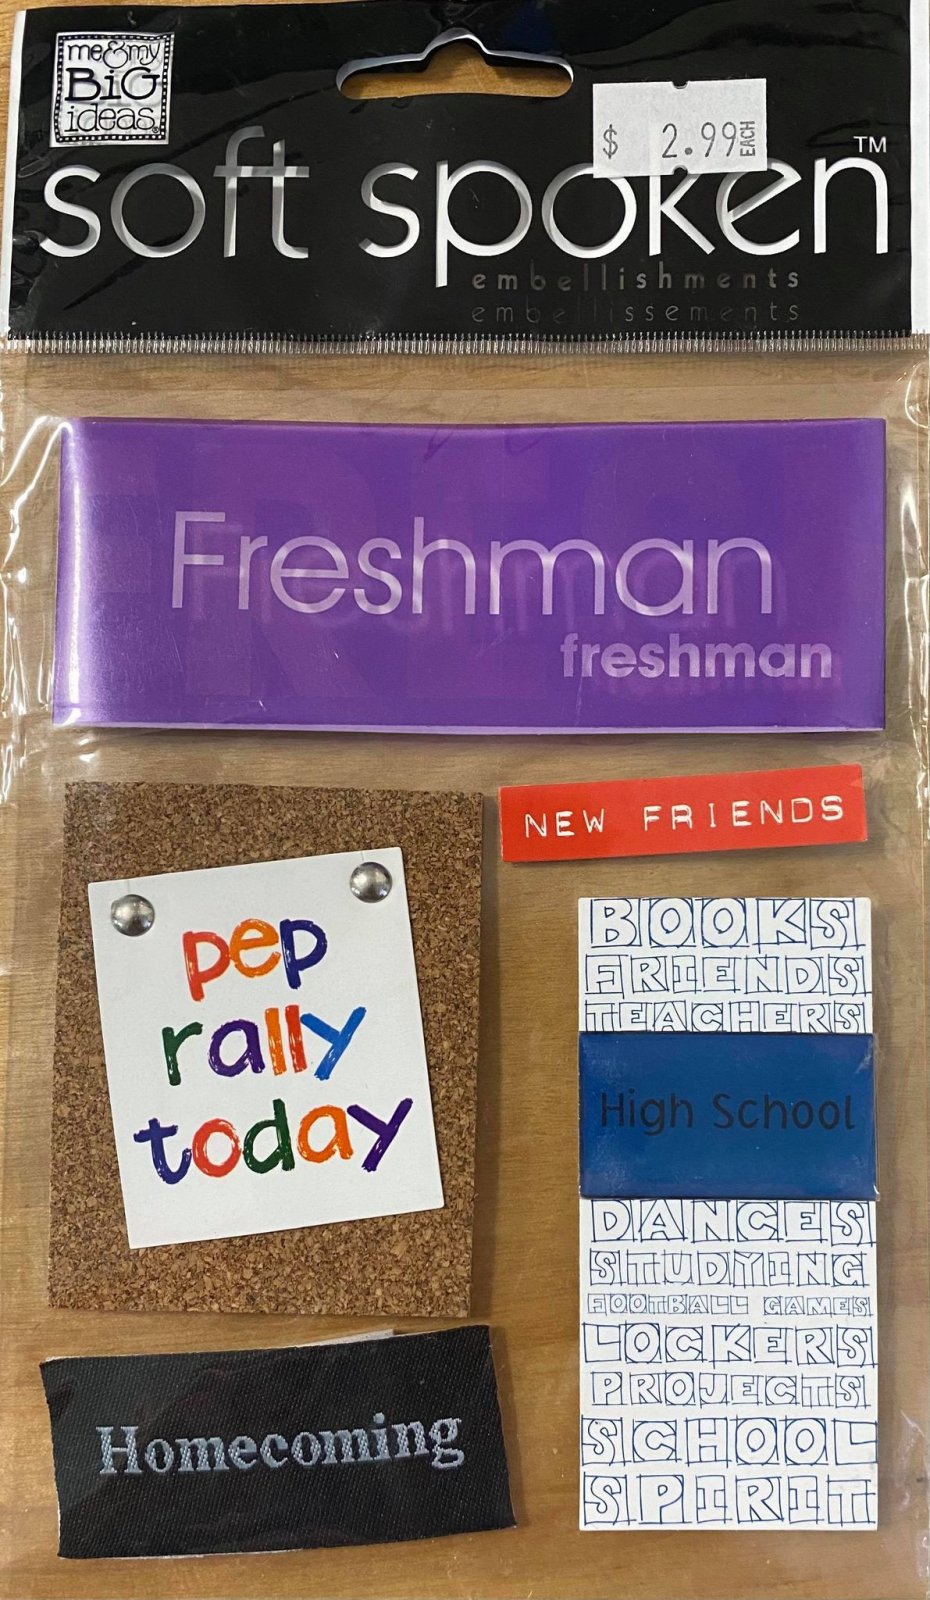 me&my
BiG
ideas®
$ 2.99 EACH
soft spoken™
embellishments
embellissements
Freshman
freshman
NEW FRIENDS
pep
rally
today
BOOKS
FRIENDS
TEACHERS
High School
DANCES
STUDYING
FOOTBALL GAMES
LOCKERS
PROJECTS
SCHOOL
SPIRIT
Homecoming